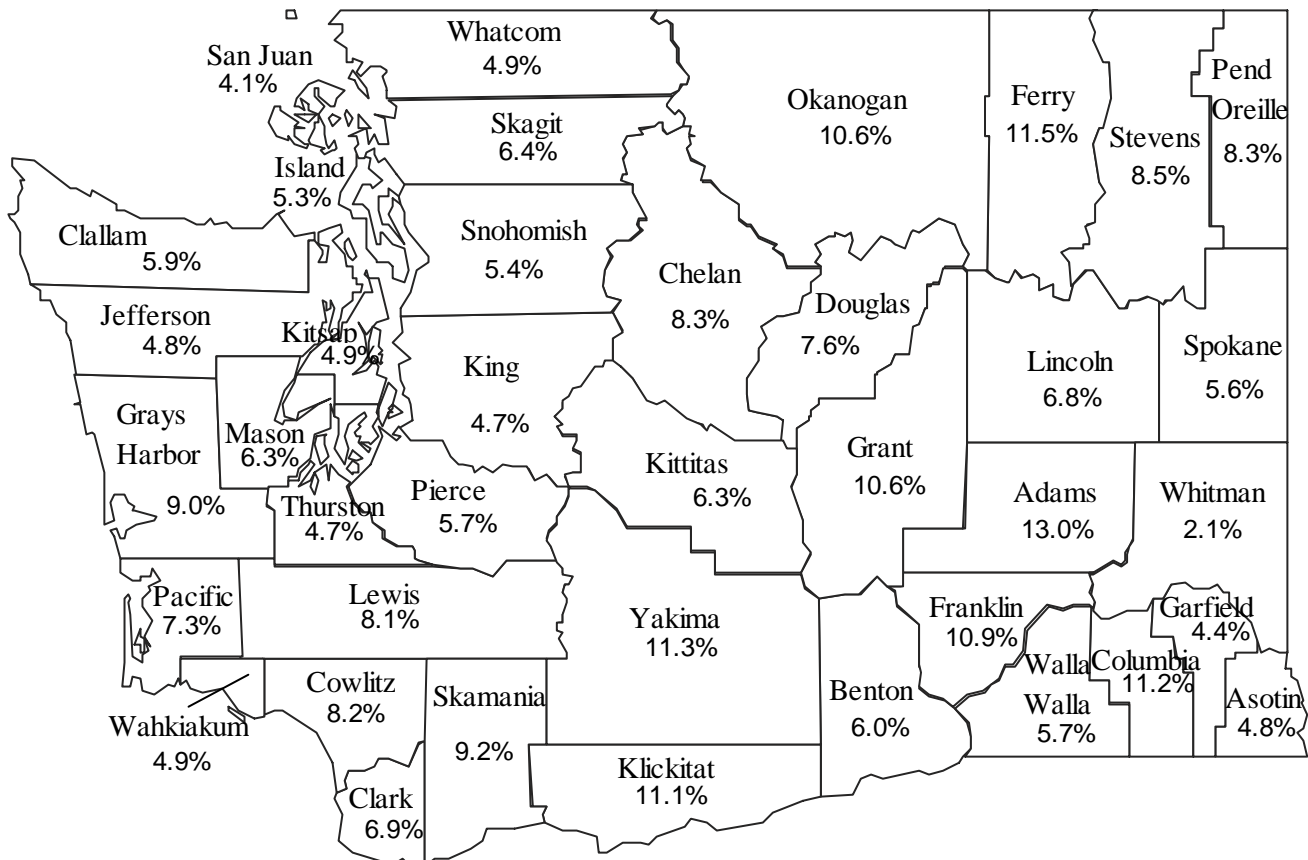 Whatcom
4.9%
San Juan
4.1%
Okanogan
10.6%
Ferry
11.5%
Pend
Oreille
8.3%
Stevens
8.5%
Skagit
6.4%
Island
5.3%
Clallam
5.9%
Snohomish
5.4%
Chelan
8.3%
Douglas
7.6%
Jefferson
4.8%
Kitsap
4.9%
King
4.7%
Lincoln
6.8%
Spokane
5.6%
Grays
Harbor
9.0%
Mason
6.3%
Kittitas
6.3%
Grant
10.6%
Adams
13.0%
Whitman
2.1%
Thurston
4.7%
Pierce
5.7%
Pacific
7.3%
Lewis
8.1%
Yakima
11.3%
Franklin
10.9%
Garfield
4.4%
Walla
Walla
5.7%
Columbia
11.2%
Asotin
4.8%
Benton
6.0%
Wahkiakum
4.9%
Cowlitz
8.2%
Skamania
9.2%
Klickitat
11.1%
Clark
6.9%